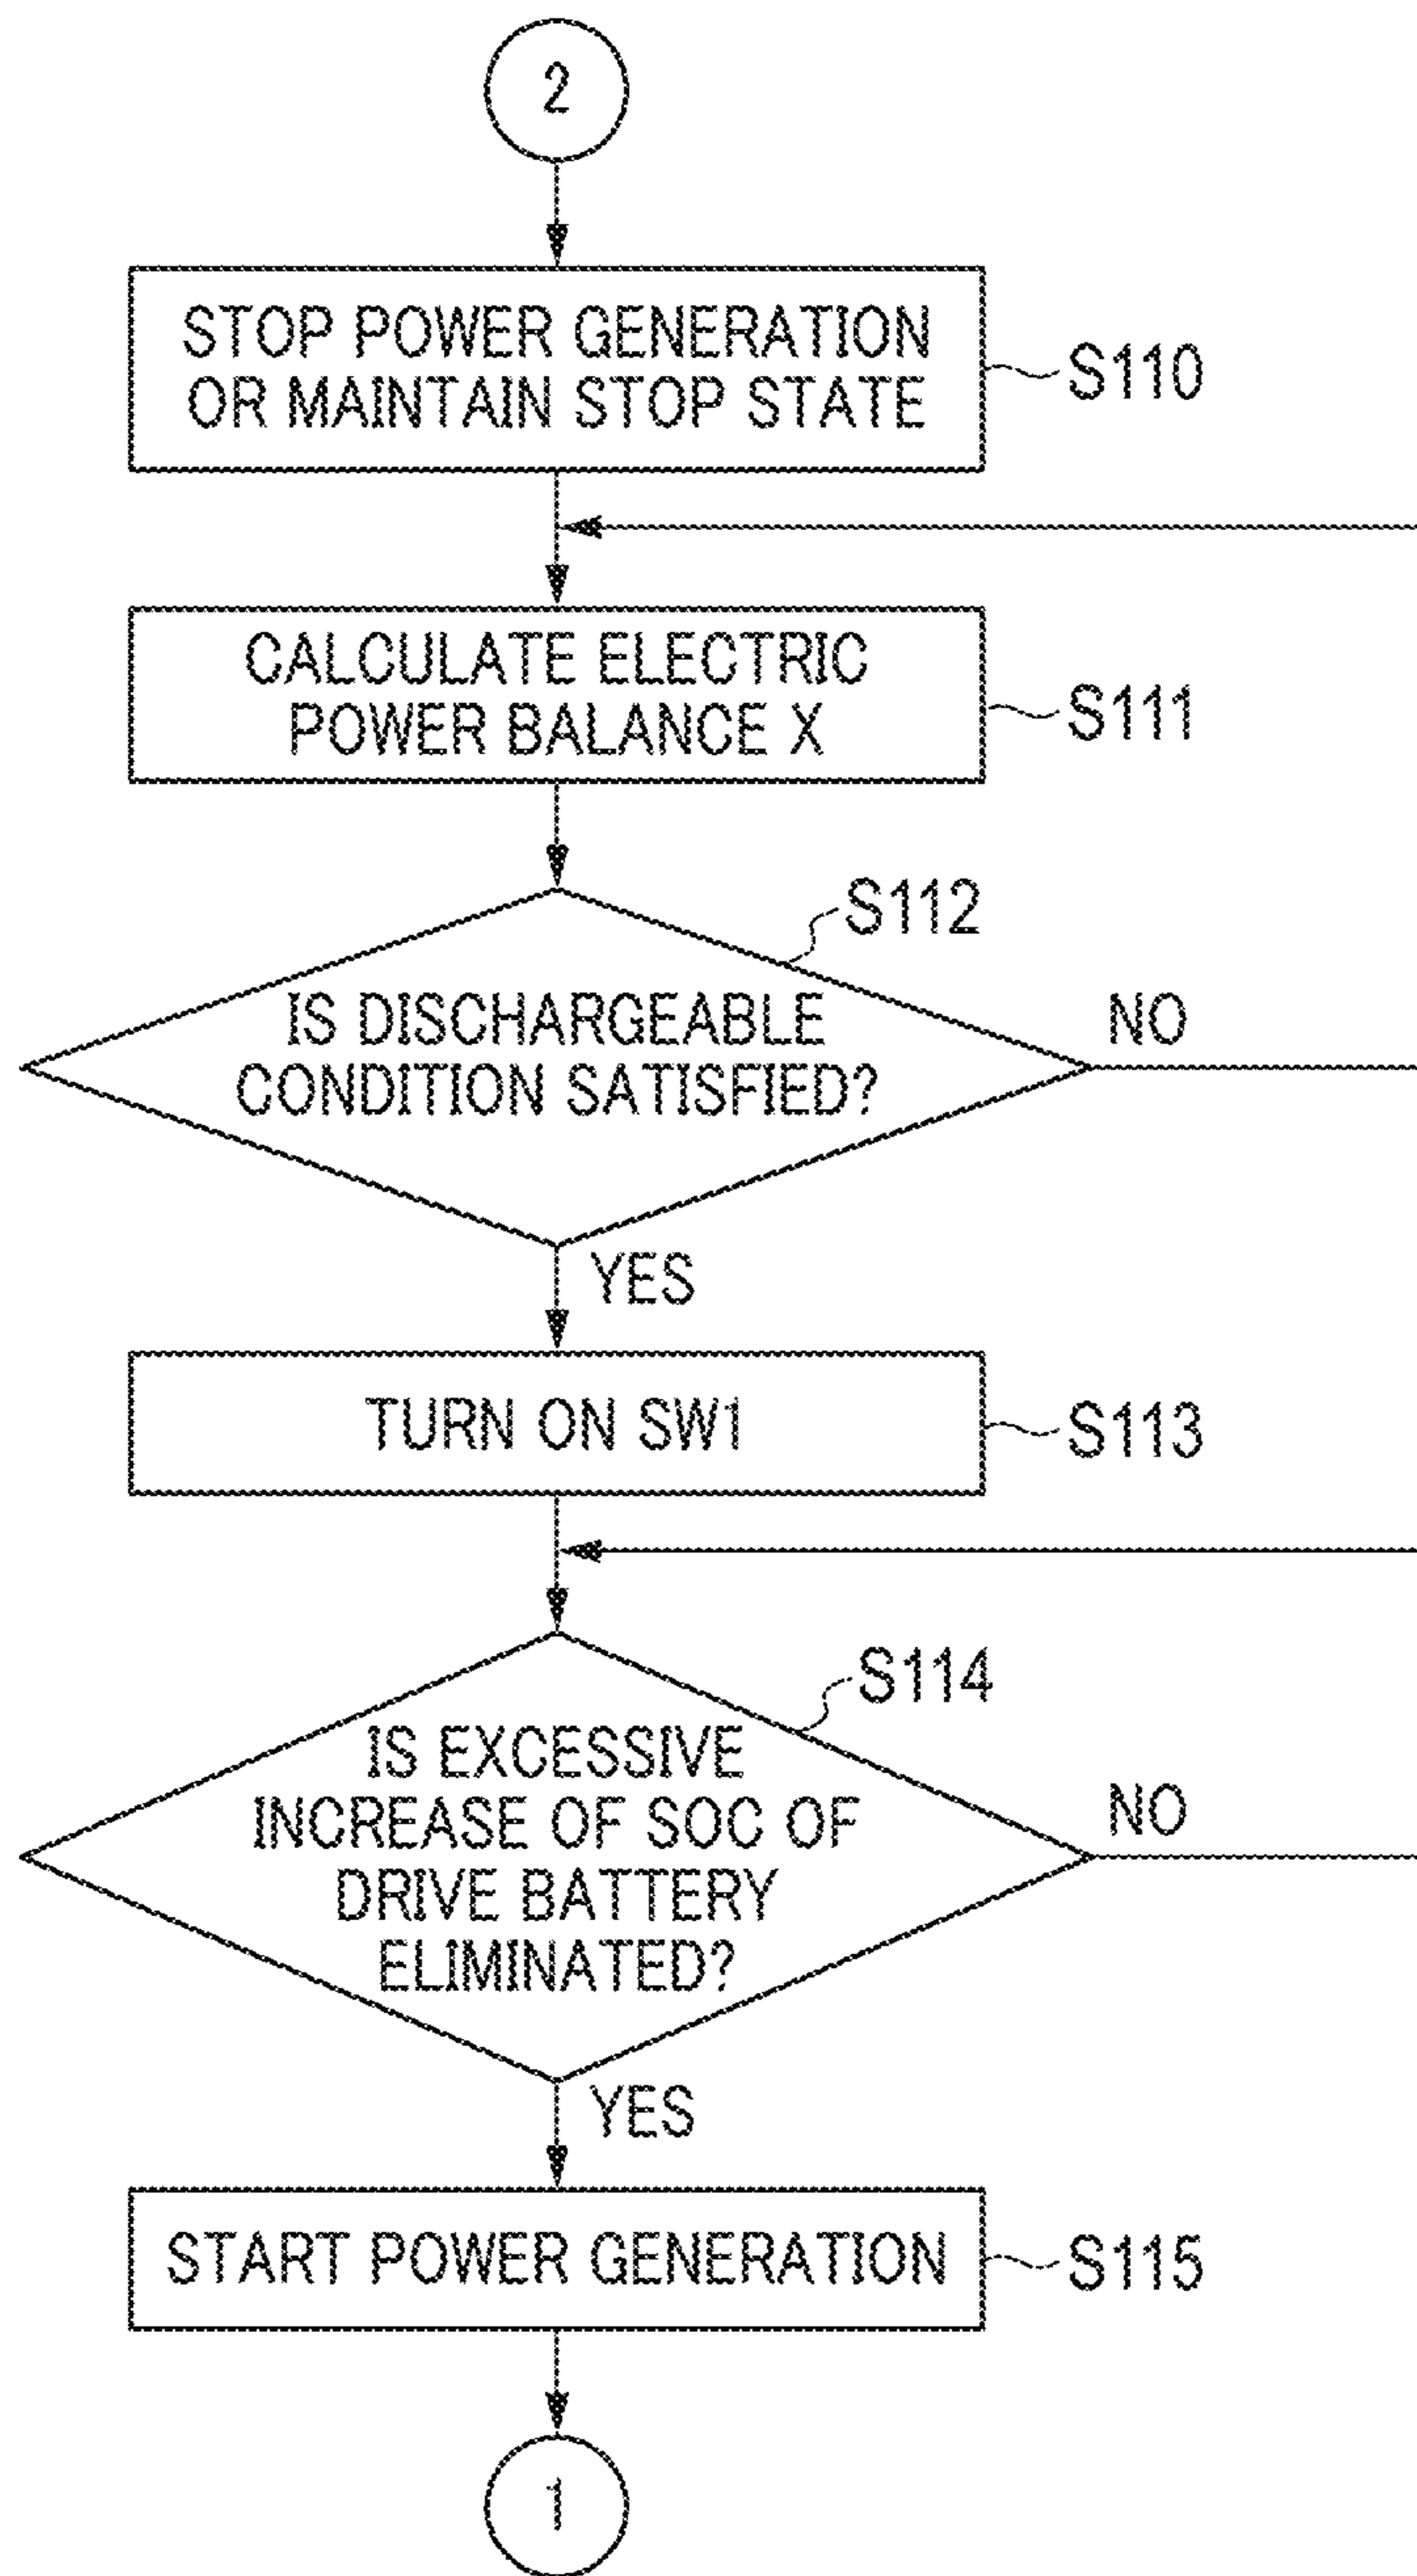 2
STOP POWER GENERATION
OR MAINTAIN STOP STATE
S110
CALCULATE ELECTRIC
POWER BALANCE X
S111
S112
IS DISCHARGEABLE
CONDITION SATISFIED?
NO
YES
TURN ON SW1
S113
S114
IS EXCESSIVE
INCREASE OF SOC OF
DRIVE BATTERY
ELIMINATED?
NO
YES
START POWER GENERATION
S115
1